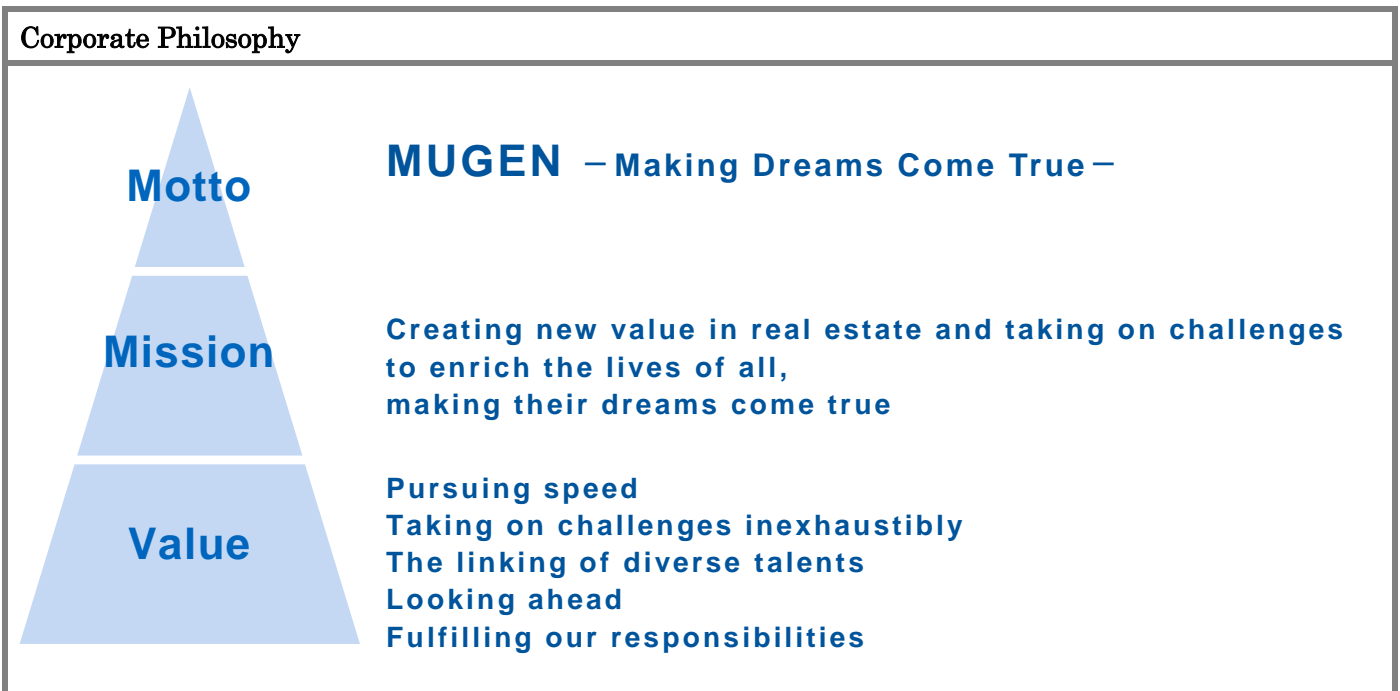 Corporate Philosophy
Motto
MUGEN －Making Dreams Come True－
Mission
Creating new value in real estate and taking on challenges
to enrich the lives of all,
making their dreams come true
Value
Pursuing speed
Taking on challenges inexhaustibly
The linking of diverse talents
Looking ahead
Fulfilling our responsibilities